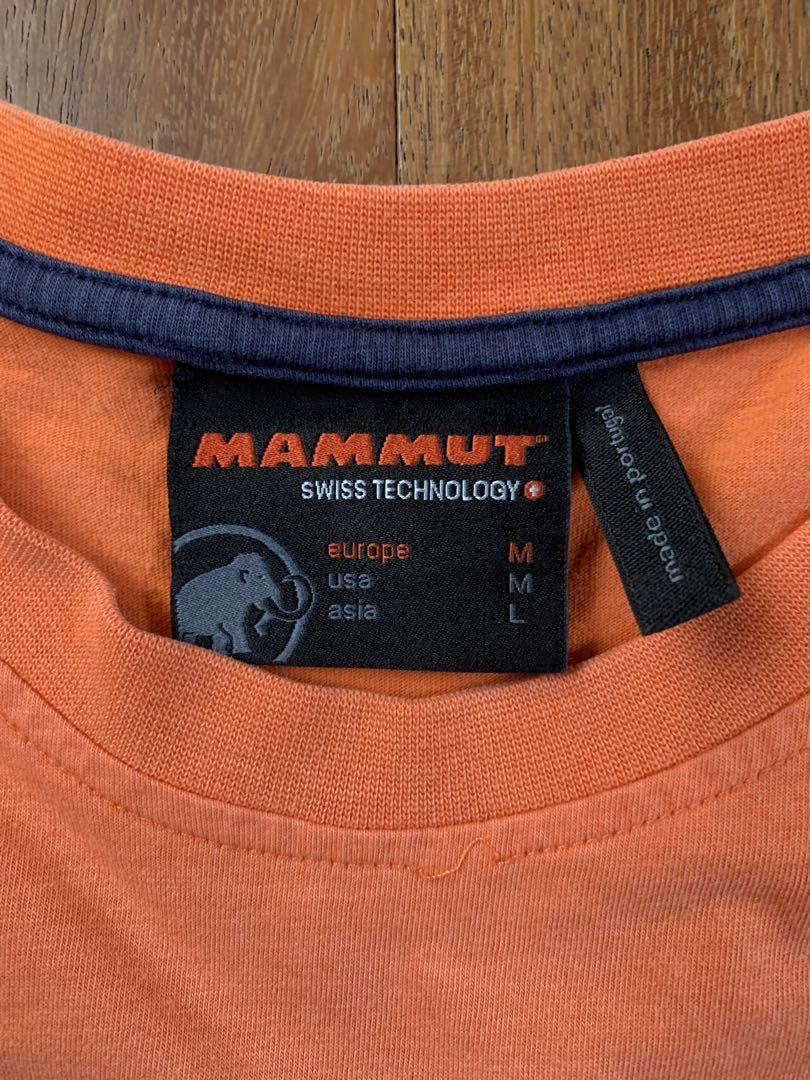 MAMMUT
SWISS TECHNOLOGY
europe M
usa M
asia L
made in portugal